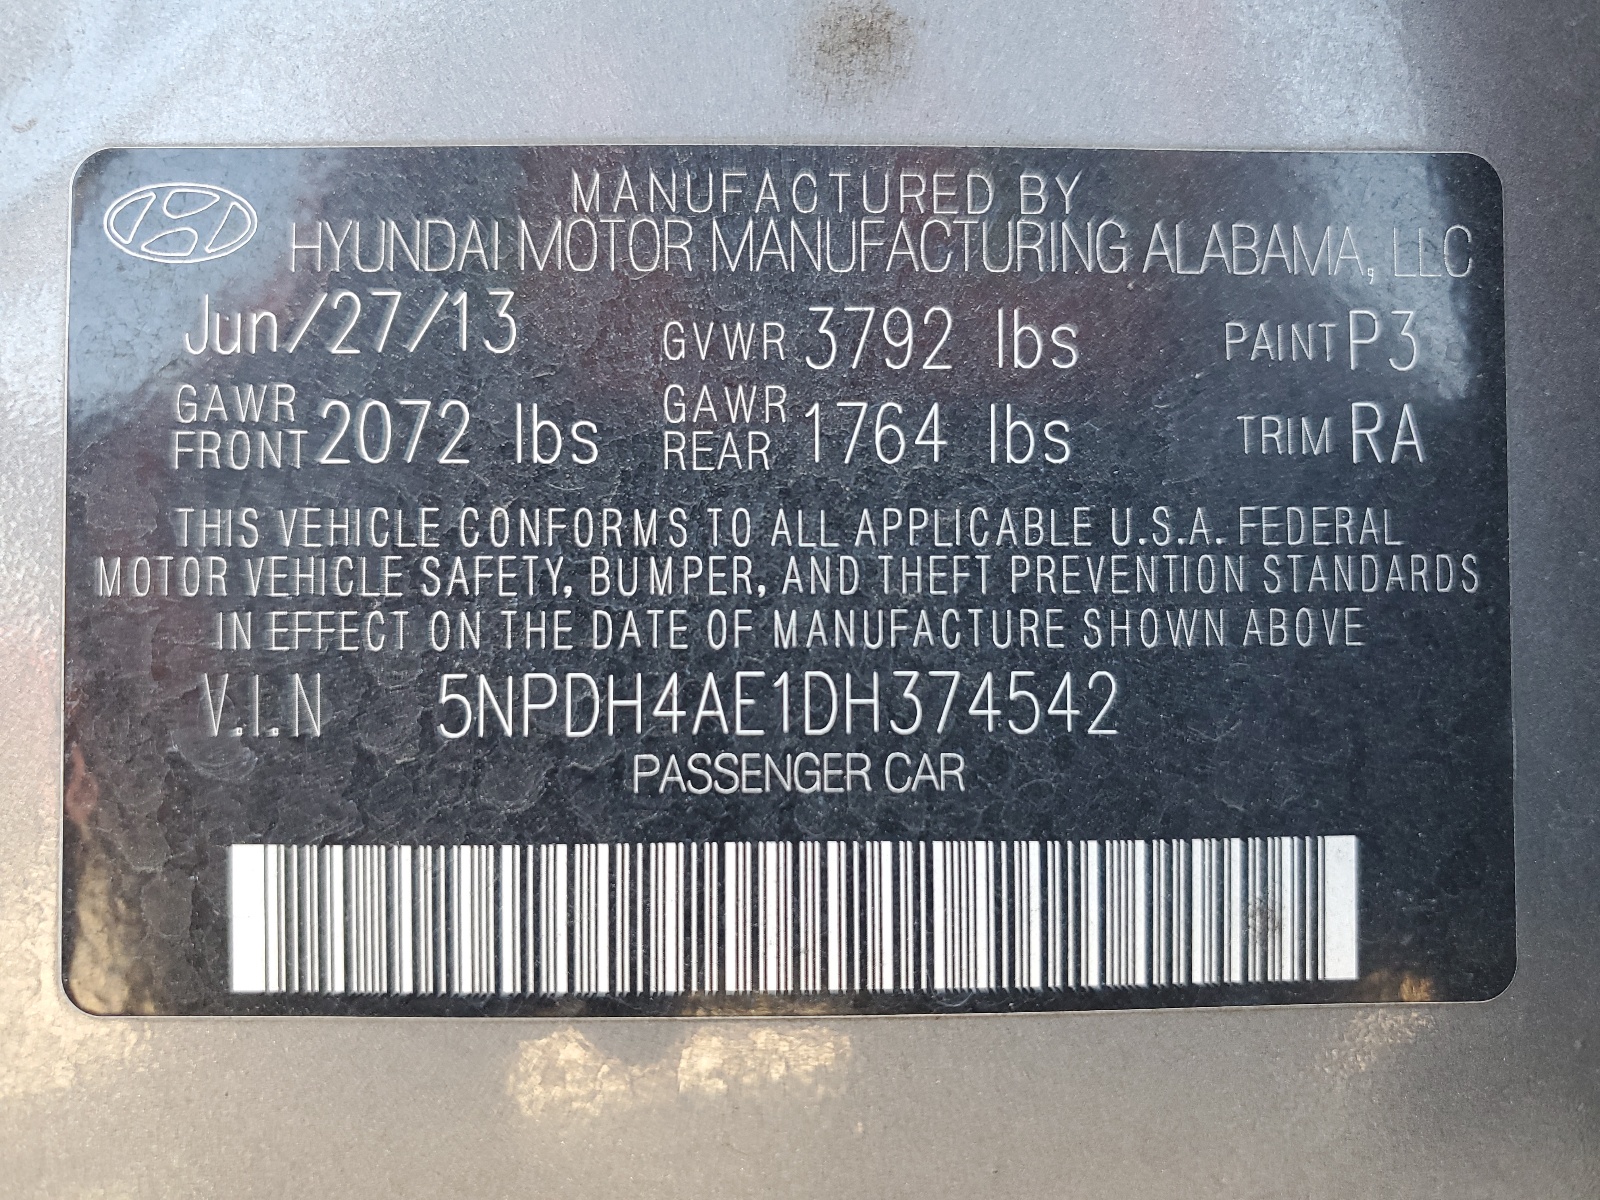 MANUFACTURED BY
HYUNDAI MOTOR MANUFACTURING ALABAMA, LLC
Jun/27/13 GVWR 3792 lbs PAINT P3
GAWR FRONT 2072 lbs GAWR REAR 1764 lbs TRIM RA
THIS VEHICLE CONFORMS TO ALL APPLICABLE U.S.A. FEDERAL
MOTOR VEHICLE SAFETY, BUMPER, AND THEFT PREVENTION STANDARDS
IN EFFECT ON THE DATE OF MANUFACTURE SHOWN ABOVE
V.I.N 5NPDH4AE1DH374542
PASSENGER CAR